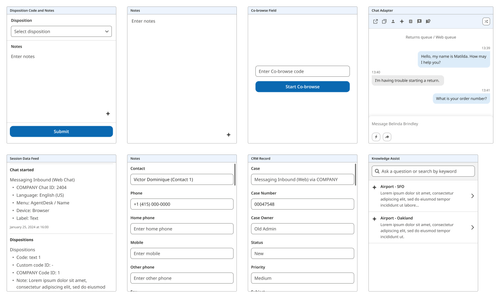 Disposition Code and Notes
Disposition
Select disposition
Notes
Enter notes
Submit
Notes
Enter notes
Co-browse Field
Enter Co-browse code
Start Co-browse
Chat Adapter
Returns queue / Web queue
13:39
Hello, my name is Matilda. How may
I help you?
13:40
I'm having trouble starting a return.
13:41
What is your order number?
Message Belinda Brindley
Session Data Feed
Chat started
Messaging Inbound (Web Chat)
• COMPANY Chat ID: 2404
• Language: English (US)
• Menu: AgentDesk / Name
• Device: Browser
• Label: Text
January 25, 2024 at 10:45
Dispositions
Dispositions
• Code: text 1
• Custom code ID: -
• COMPANY Code ID: 1
• Note: Lorem ipsum dolor sit
amet, consectetur adipiscing
elit, sed do eiusmod
Notes
Contact
Victor Dominique (Contact 1)
Phone
+1 (415) 000-0000
Home phone
Enter home phone
Mobile
Enter mobile
Other phone
Enter other phone
CRM Record
Case
Messaging Inbound (Web) via COMPANY
Case Number
00047548
Case Owner
Old Admin
Status
New
Priority
Medium
Knowledge Assist
Ask a question or search by keyword
Airport - SFO
Lorem ipsum dolor sit amet, consectetur
adipiscing elit, sed do eiusmod tempor
incididunt ut labore...
Airport - Oakland
Lorem ipsum dolor sit amet, consectetur
adipiscing elit, sed do eiusmod tempor
incididunt...